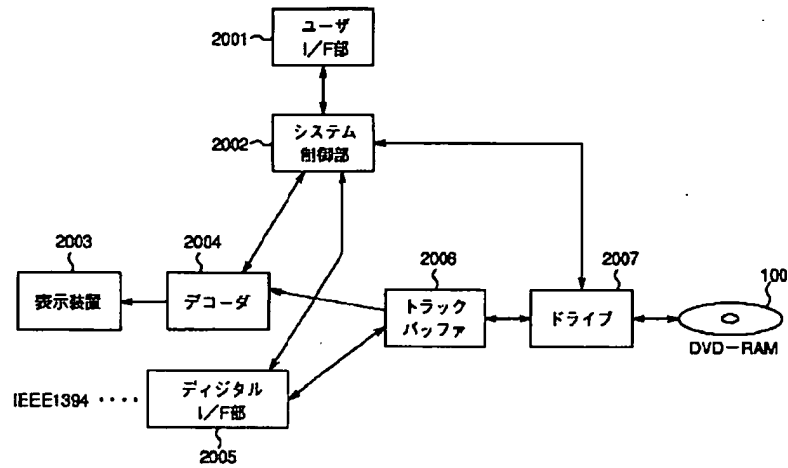 2001
ユーザ
I/F部
2002
システム
制御部
2003
表示装置
2004
デコーダ
2006
トラック
バッファ
2007
ドライブ
100
DVD－RAM
IEEE1394 ････
ディジタル
I/F部
2005